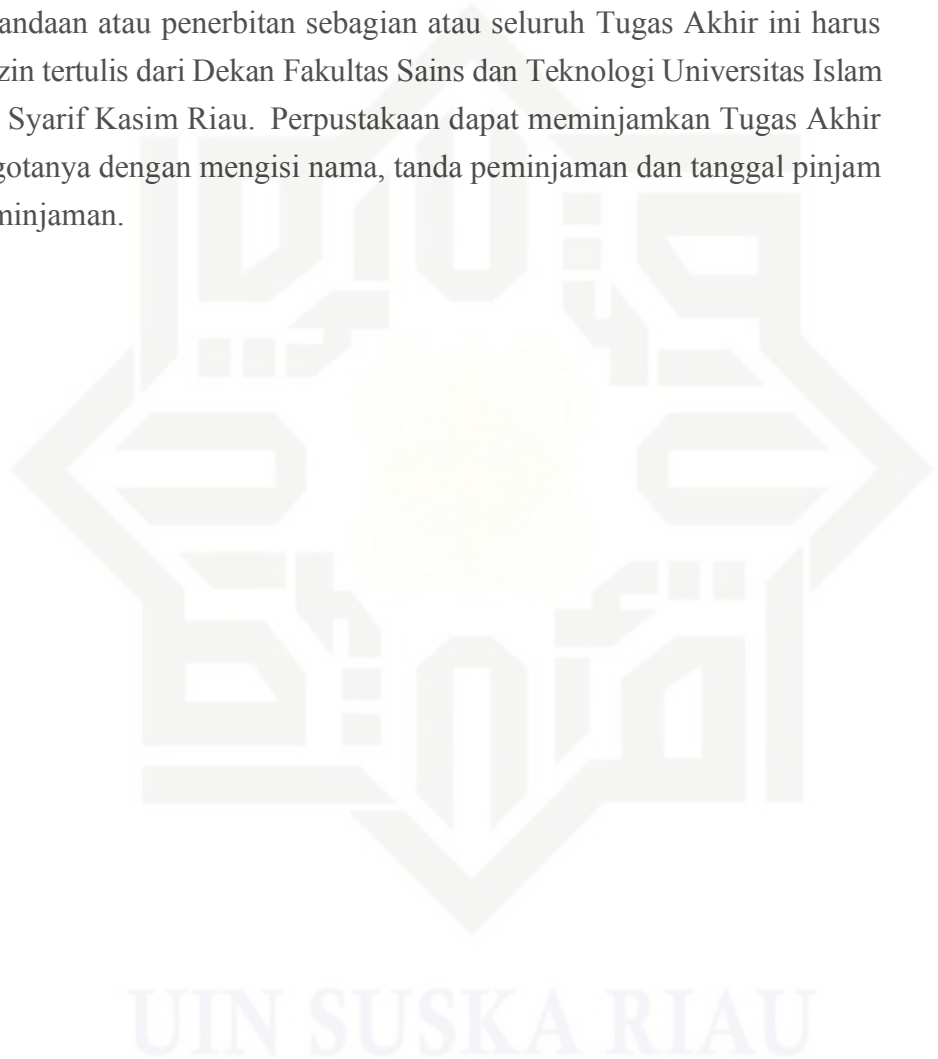 andaan atau penerbitan sebagian atau seluruh Tugas Akhir ini harus
zin tertulis dari Dekan Fakultas Sains dan Teknologi Universitas Islam
Syarif Kasim Riau. Perpustakaan dapat meminjamkan Tugas Akhir
gotanya dengan mengisi nama, tanda peminjaman dan tanggal pinjam
minjaman.
UIN SUSKA RIAU